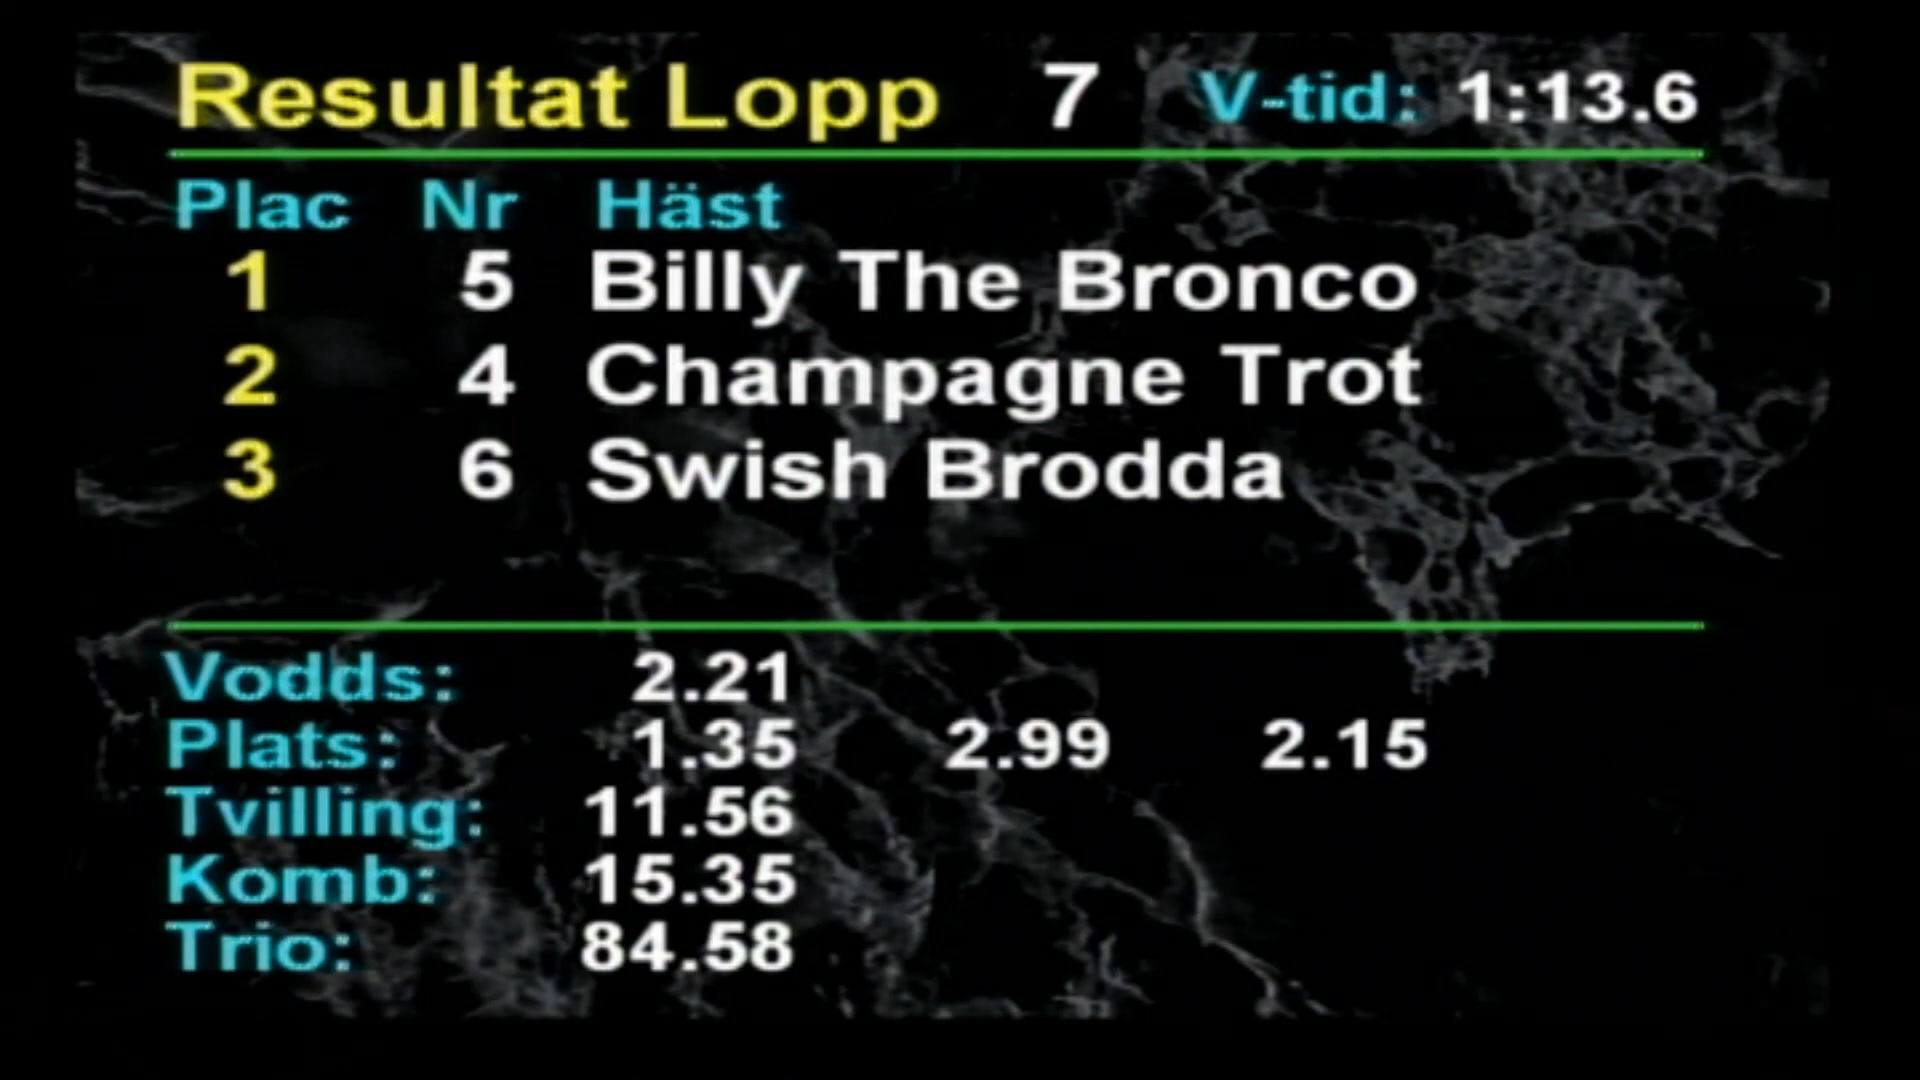 Resultat Lopp 7 V-tid: 1:13.6
Plac Nr Häst
1 5 Billy The Bronco
2 4 Champagne Trot
3 6 Swish Brodda
Vodds: 2.21
Plats: 1.35 2.99 2.15
Tvilling: 11.56
Komb: 15.35
Trio: 84.58